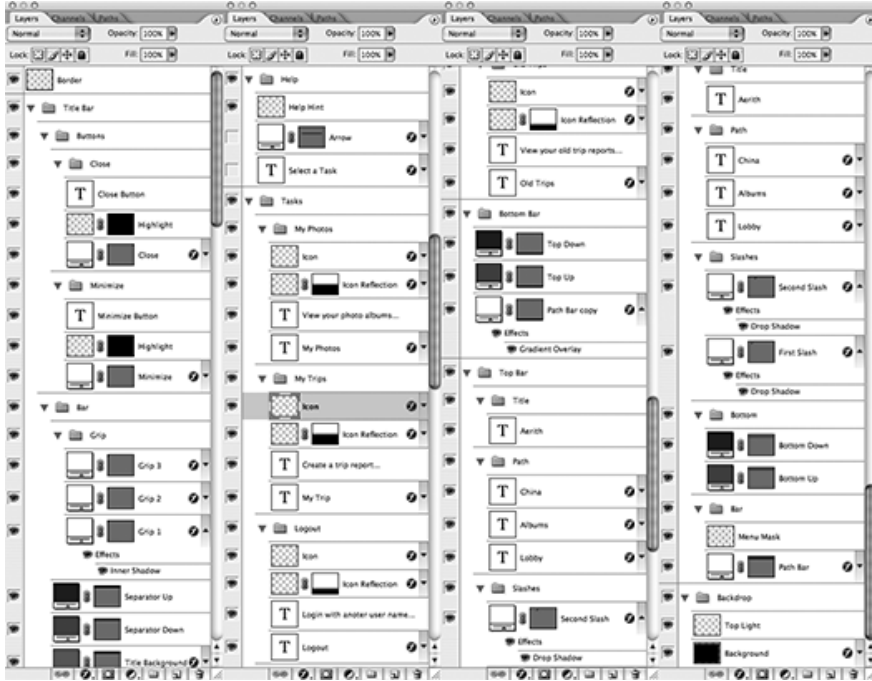 Layers Channels Paths
Normal Opacity: 100%
Lock: Fill: 100%
Border
Title Bar
Buttons
Close
Close Button
Highlight
Close
Minimize
Minimize Button
Highlight
Minimize
Bar
Grip
Grip 3
Grip 2
Grip 1
Effects
Inner Shadow
Separator Up
Separator Down
Title Background
Layers Channels Paths
Normal Opacity: 100%
Lock: Fill: 100%
Help
Help Hint
Arrow
Select a Task
Tasks
My Photos
Icon
Icon Reflection
View your photo albums...
My Photos
My Trips
Icon
Icon Reflection
Create a trip report...
My Trip
Logout
Icon
Icon Reflection
Login with anoter user name...
Logout
Layers Channels Paths
Normal Opacity: 100%
Lock: Fill: 100%
Icon
Icon Reflection
View your old trip reports...
Old Trips
Bottom Bar
Top Down
Top Up
Path Bar copy
Effects
Gradient Overlay
Top Bar
Title
Aerith
Path
China
Albums
Lobby
Slashes
Second Slash
Effects
Drop Shadow
Layers Channels Paths
Normal Opacity: 100%
Lock: Fill: 100%
Title
Aerith
Path
China
Albums
Lobby
Slashes
Second Slash
Effects
Drop Shadow
First Slash
Effects
Drop Shadow
Bottom
Bottom Down
Bottom Up
Bar
Menu Mask
Path Bar
Backdrop
Top Light
Background